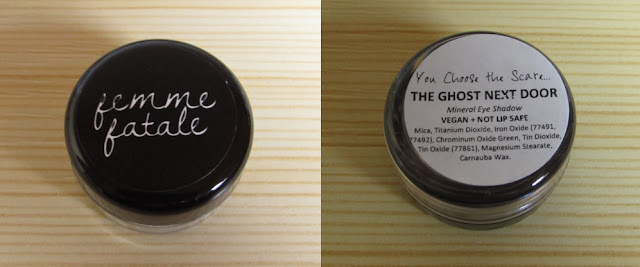 femme
fatale
You Choose the Scare...
THE GHOST NEXT DOOR
Mineral Eye Shadow
VEGAN + NOT LIP SAFE
Mica, Titanium Dioxide, Iron Oxide (77491,
77492), Chrominum Oxide Green, Tin Dioxide,
Tin Oxide (77861), Magnesium Stearate,
Carnauba Wax.